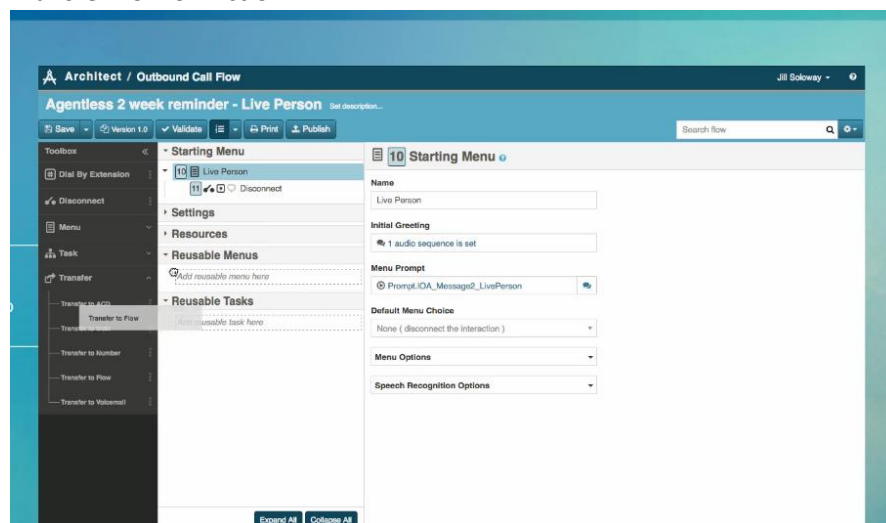 Architect / Outbound Call Flow
Jill Soloway
Agentless 2 week reminder - Live Person Set description...
Save Version 1.0 Validate Print Publish
Search flow
Toolbox
Dial By Extension
Disconnect
Menu
Task
Transfer
Transfer to ACD
Transfer to Flow
Transfer to Number
Transfer to Flow
Transfer to Voicemail
Starting Menu
10 Live Person
11 Disconnect
Settings
Resources
Reusable Menus
Add reusable menu here
Reusable Tasks
reusable task here
Expand All Collapse All
10 Starting Menu
Name
Live Person
Initial Greeting
1 audio sequence is set
Menu Prompt
Prompt.IOA_Message2_LivePerson
Default Menu Choice
None ( disconnect the interaction )
Menu Options
Speech Recognition Options